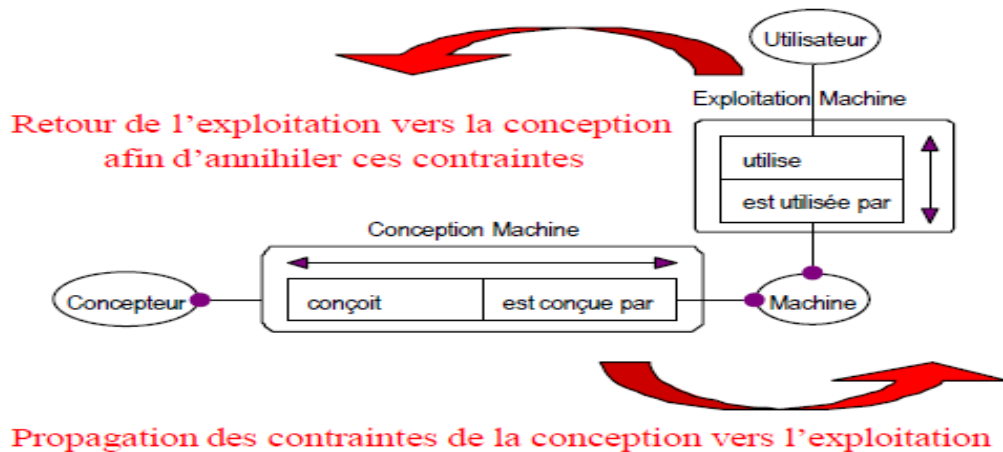 Utilisateur
Exploitation Machine
Retour de l'exploitation vers la conception
afin d'annihiler ces contraintes
utilise
est utilisée par
Conception Machine
Concepteur
conçoit
est conçue par
Machine
Propagation des contraintes de la conception vers l'exploitation